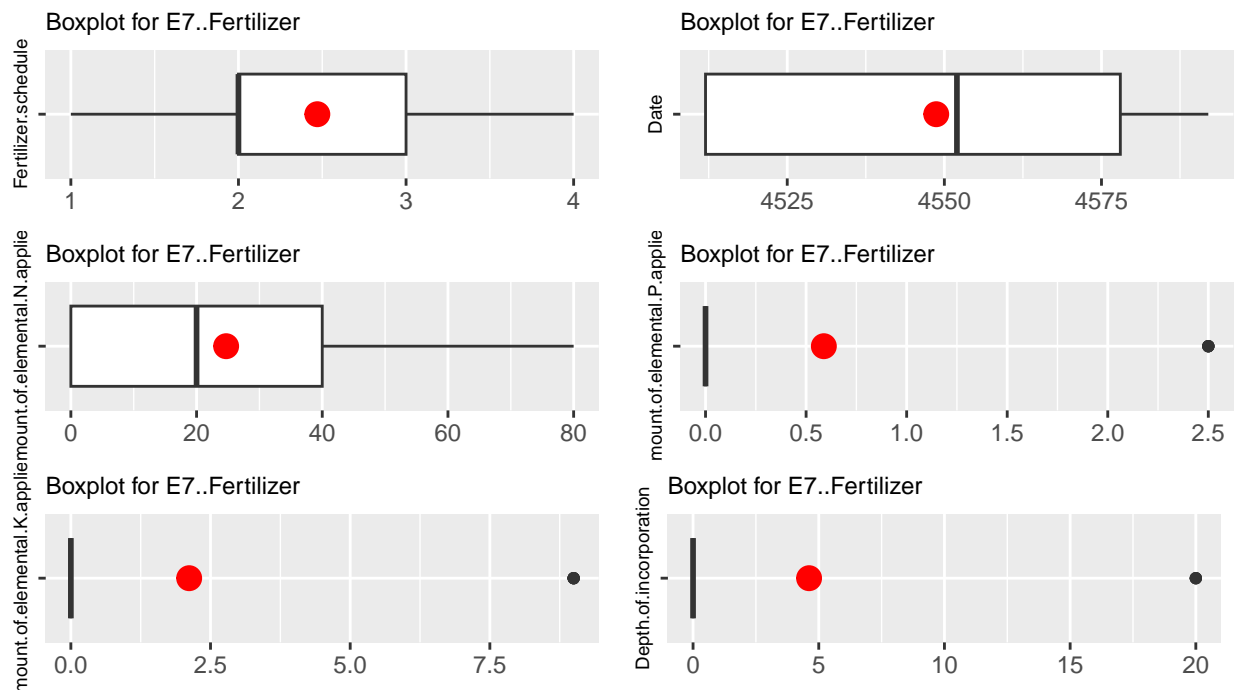 Boxplot for E7..Fertilizer
Fertilizer.schedule
1 2 3 4
Boxplot for E7..Fertilizer
Date
4525 4550 4575
Boxplot for E7..Fertilizer
mount.of.elemental.N.applie
0 20 40 60 80
Boxplot for E7..Fertilizer
mount.of.elemental.P.applie
0.0 0.5 1.0 1.5 2.0 2.5
Boxplot for E7..Fertilizer
mount.of.elemental.K.applie
0.0 2.5 5.0 7.5
Boxplot for E7..Fertilizer
Depth.of.incorporation
0 5 10 15 20